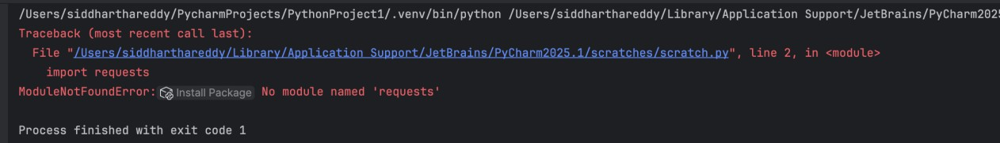 /Users/siddharthareddy/PycharmProjects/PythonProject1/.venv/bin/python /Users/siddharthareddy/Library/Application Support/JetBrains/PyCharm2025
Traceback (most recent call last):
  File "/Users/siddharthareddy/Library/Application Support/JetBrains/PyCharm2025.1/scratches/scratch.py", line 2, in <module>
    import requests
ModuleNotFoundError: Install Package No module named 'requests'
Process finished with exit code 1